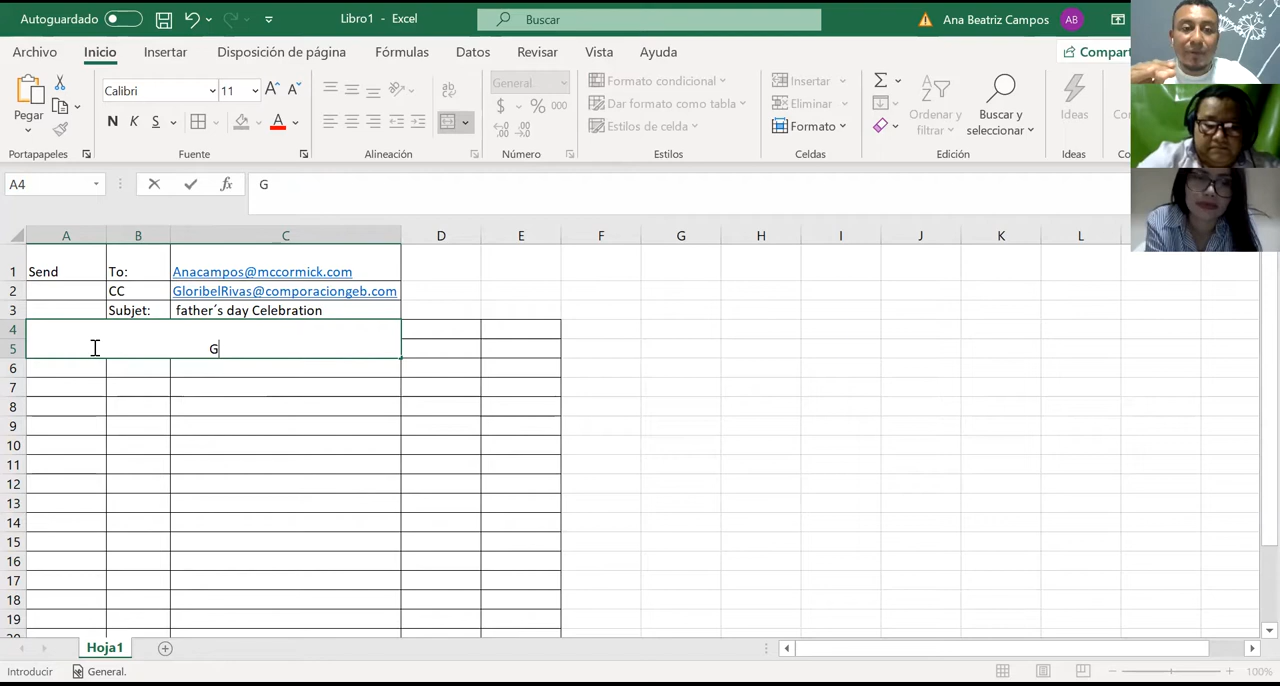 Autoguardado
Libro1 - Excel
Buscar
Ana Beatriz Campos
AB
Archivo
Inicio
Insertar
Disposición de página
Fórmulas
Datos
Revisar
Vista
Ayuda
Compart
Pegar
Portapapeles
Calibri
11
N K S
Fuente
Alineación
General
$ % 000
Número
Formato condicional
Dar formato como tabla
Estilos de celda
Estilos
Insertar
Eliminar
Formato
Celdas
Ordenar y
filtrar
Buscar y
seleccionar
Edición
Ideas
Ideas
A4
fx
G
A B C D E F G H I J K L
1 Send To: Anacampos@mccormick.com
2 CC GloribelRivas@comporaciongeb.com
3 Subjet: father´s day Celebration
4
5 G
6
7
8
9
10
11
12
13
14
15
16
17
18
19
Hoja1
Introducir
General.
100%